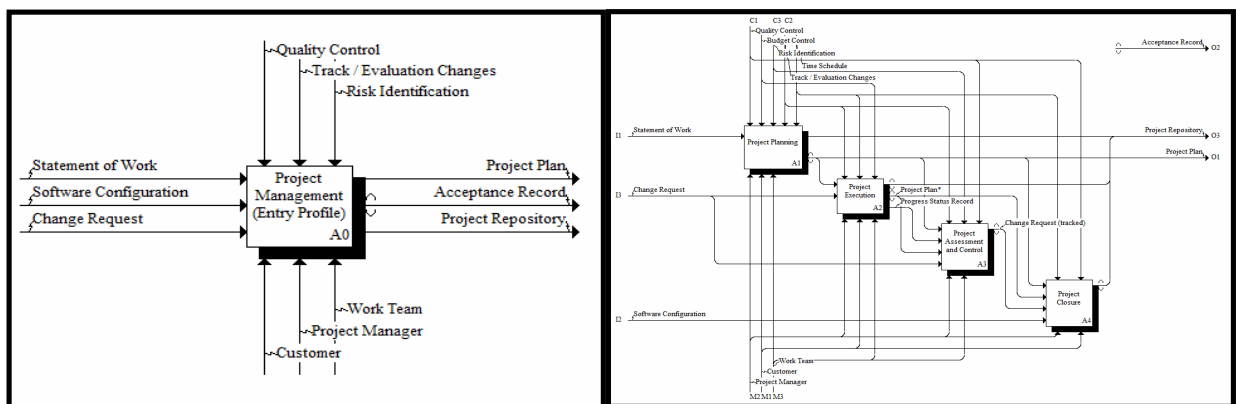 Quality Control
Track / Evaluation Changes
Risk Identification
Statement of Work
Software Configuration
Change Request
Project
Management
(Entry Profile)
A0
Project Plan
Acceptance Record
Project Repository
Work Team
Project Manager
Customer
C1 C3 C2
Quality Control
Budget Control
Risk Identification
Time Schedule
Track / Evaluation Changes
Acceptance Record O2
I1 Statement of Work
Project Planning
A1
Project Repository O3
Project Plan O1
I3 Change Request
Project
Execution
A2
Project Plan*
Progress Status Record
Project
Assessment
and Control
A3
Change Request (tracked)
Project
Closure
A4
I2 Software Configuration
Work Team
Customer
Project Manager
M2 M1 M3